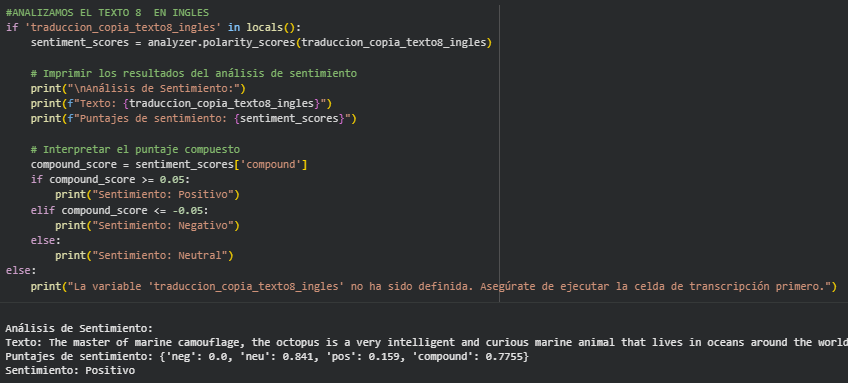 #ANALIZAMOS EL TEXTO 8  EN INGLES
if 'traduccion_copia_texto8_ingles' in locals():
    sentiment_scores = analyzer.polarity_scores(traduccion_copia_texto8_ingles)

    # Imprimir los resultados del análisis de sentimiento
    print("\nAnálisis de Sentimiento:")
    print(f"Texto: {traduccion_copia_texto8_ingles}")
    print(f"Puntajes de sentimiento: {sentiment_scores}")

    # Interpretar el puntaje compuesto
    compound_score = sentiment_scores['compound']
    if compound_score >= 0.05:
        print("Sentimiento: Positivo")
    elif compound_score <= -0.05:
        print("Sentimiento: Negativo")
    else:
        print("Sentimiento: Neutral")
else:
    print("La variable 'traduccion_copia_texto8_ingles' no ha sido definida. Asegúrate de ejecutar la celda de transcripción primero.")

Análisis de Sentimiento:
Texto: The master of marine camouflage, the octopus is a very intelligent and curious marine animal that lives in oceans around the world
Puntajes de sentimiento: {'neg': 0.0, 'neu': 0.841, 'pos': 0.159, 'compound': 0.7755}
Sentimiento: Positivo